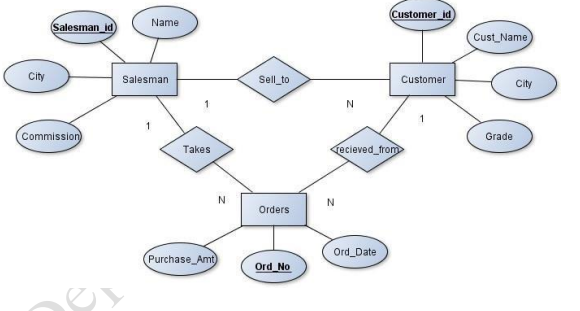 Salesman_id
Name
City
Salesman
Commission
Sell_to
1
N
Customer_id
Cust_Name
Customer
City
Grade
1
Takes
N
1
recieved_from
N
Orders
Purchase_Amt
Ord_No
Ord_Date